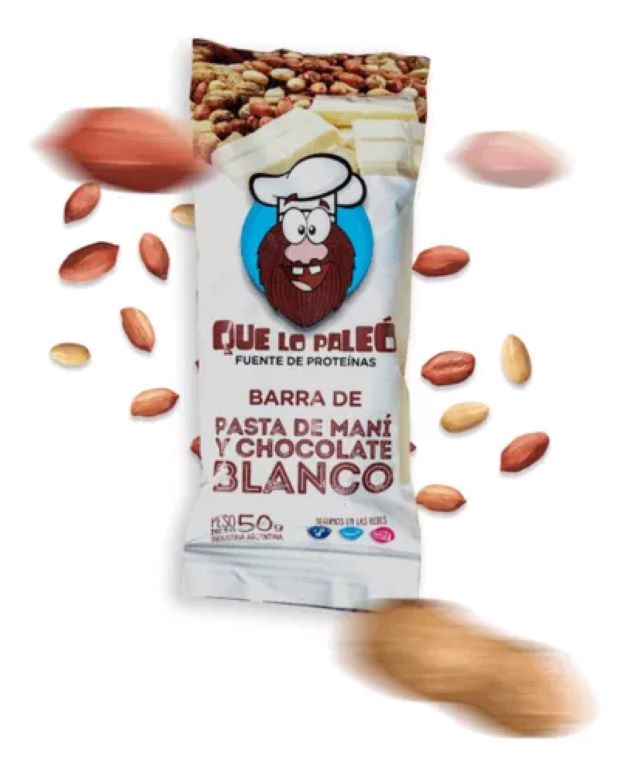 QUE LO PALEÓ
FUENTE DE PROTEÍNAS
BARRA DE
PASTA DE MANÍ
Y CHOCOLATE
BLANCO
PESO NETO 50g
INDUSTRIA ARGENTINA
SEGUINOS EN LAS REDES